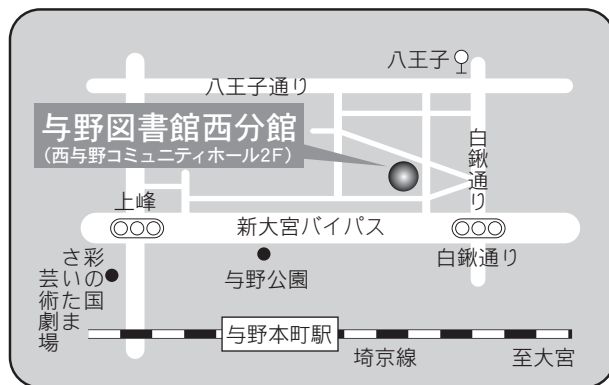 八王子
八王子通り
与野図書館西分館
(西与野コミュニティホール2F)
白鍬通り
上峰
新大宮バイパス
白鍬通り
彩の国
さいたま
芸術劇場
与野公園
与野本町駅
埼京線
至大宮